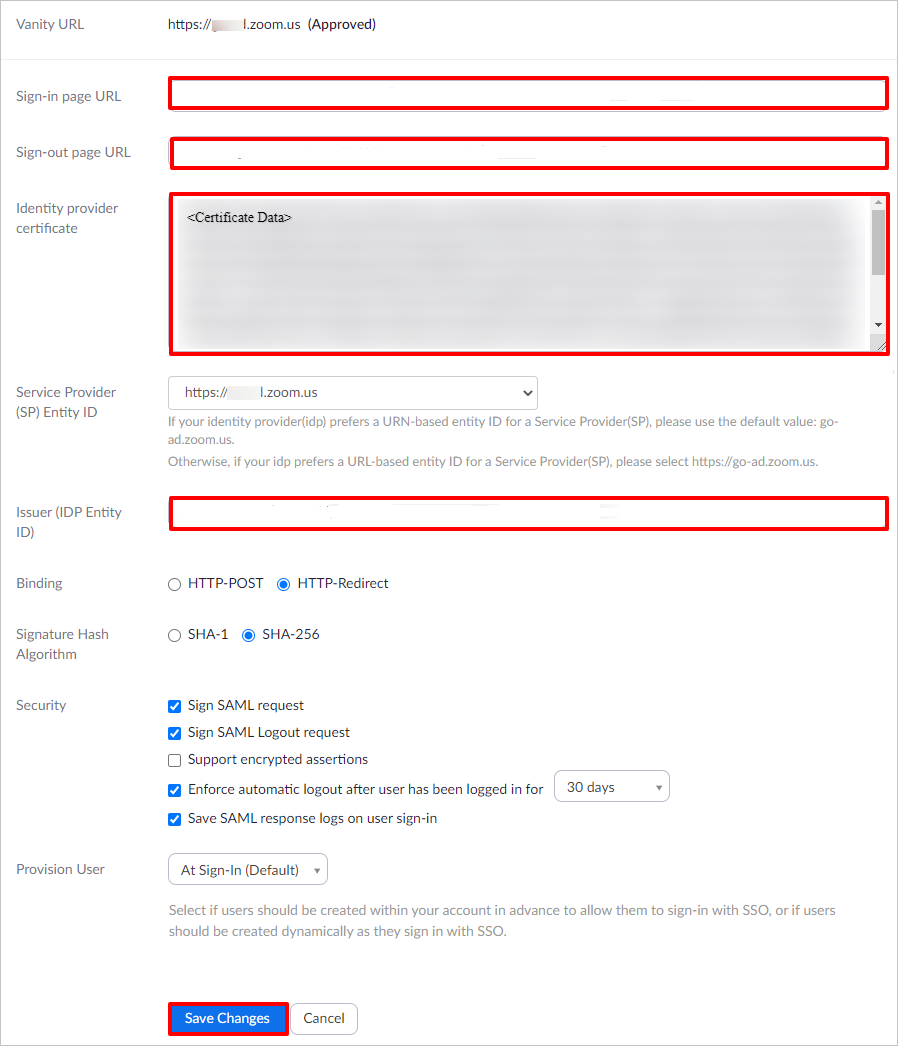 Vanity URL https:// l.zoom.us (Approved)
Sign-in page URL
Sign-out page URL
Identity provider
certificate
<Certificate Data>
Service Provider
(SP) Entity ID
https:// l.zoom.us
If your identity provider(idp) prefers a URN-based entity ID for a Service Provider(SP), please use the default value: go-
ad.zoom.us.
Otherwise, if your idp prefers a URL-based entity ID for a Service Provider(SP), please select https://go-ad.zoom.us.
Issuer (IDP Entity
ID)
Binding HTTP-POST HTTP-Redirect
Signature Hash
Algorithm
SHA-1 SHA-256
Security
Sign SAML request
Sign SAML Logout request
Support encrypted assertions
Enforce automatic logout after user has been logged in for 30 days
Save SAML response logs on user sign-in
Provision User At Sign-In (Default)
Select if users should be created within your account in advance to allow them to sign-in with SSO, or if users
should be created dynamically as they sign in with SSO.
Save Changes Cancel